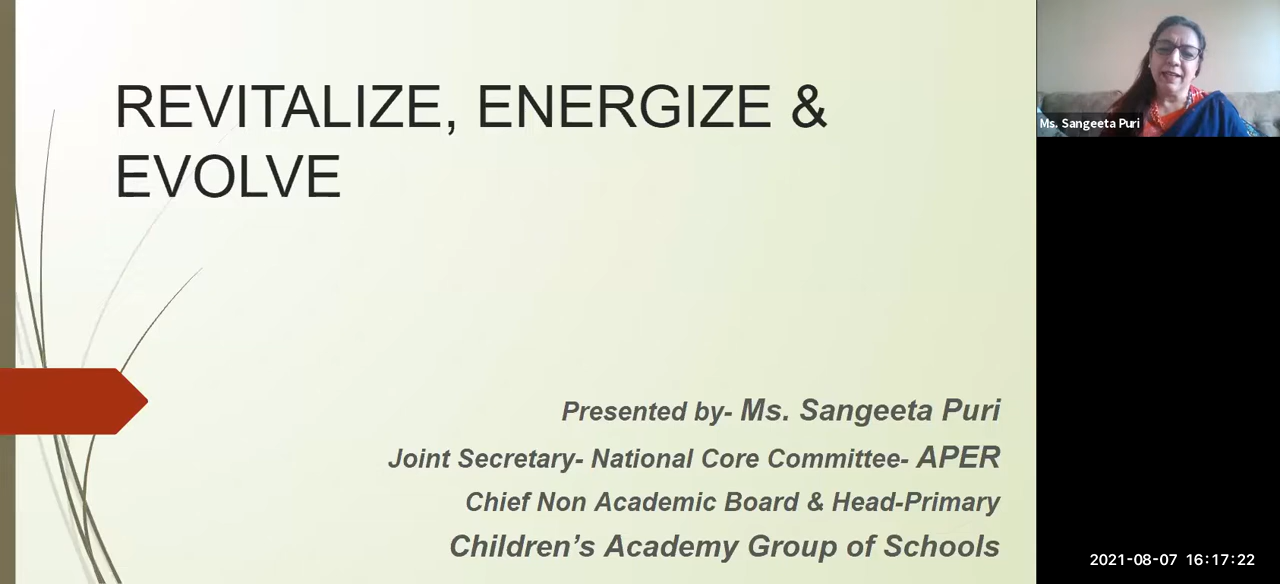 REVITALIZE, ENERGIZE &
EVOLVE
Presented by- Ms. Sangeeta Puri
Joint Secretary- National Core Committee- APER
Chief Non Academic Board & Head-Primary
Children’s Academy Group of Schools
Ms. Sangeeta Puri
2021-08-07 16:17:22